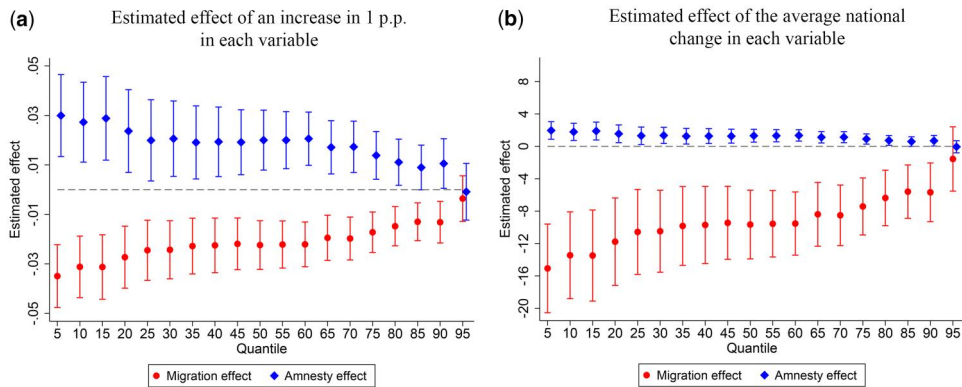 (a)
Estimated effect of an increase in 1 p.p.
in each variable
Estimated effect
.05
.03
.01
-.01
-.03
-.05
5 10 15 20 25 30 35 40 45 50 55 60 65 70 75 80 85 90 95
Quantile
Migration effect Amnesty effect
(b)
Estimated effect of the average national
change in each variable
Estimated effect
8
4
0
-4
-8
-12
-16
-20
5 10 15 20 25 30 35 40 45 50 55 60 65 70 75 80 85 90 95
Quantile
Migration effect Amnesty effect